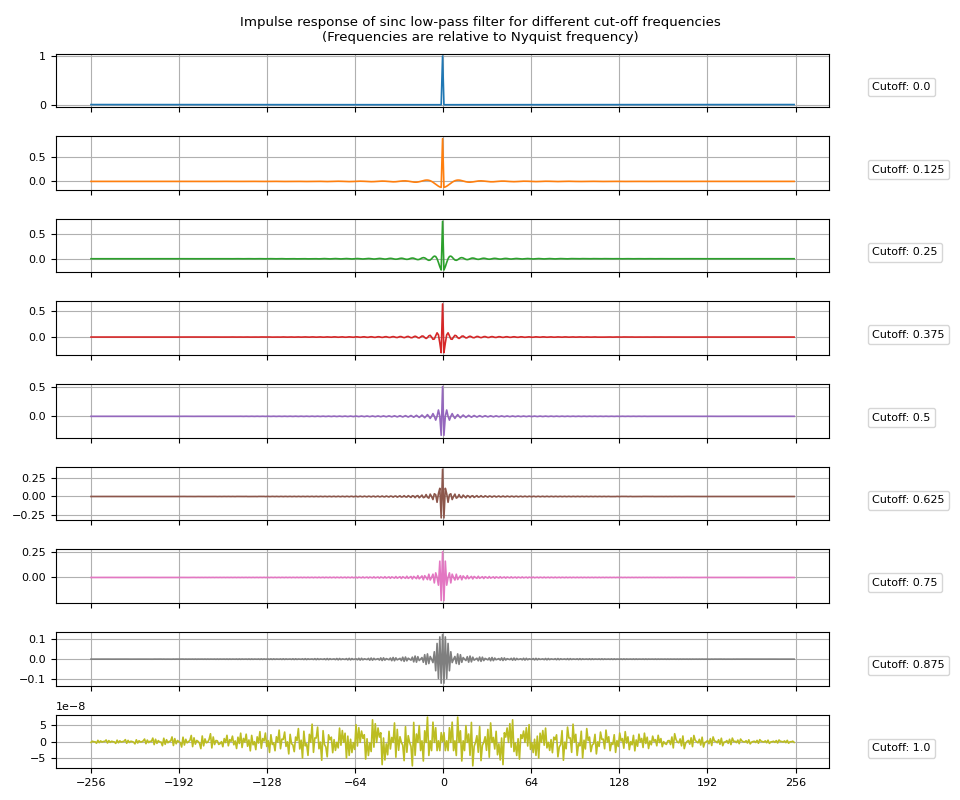 Impulse response of sinc low-pass filter for different cut-off frequencies
(Frequencies are relative to Nyquist frequency)
1
0
Cutoff: 0.0
0.5
0.0
Cutoff: 0.125
0.5
0.0
Cutoff: 0.25
0.5
0.0
Cutoff: 0.375
0.5
0.0
Cutoff: 0.5
0.25
0.00
−0.25
Cutoff: 0.625
0.25
0.00
Cutoff: 0.75
0.1
0.0
−0.1
Cutoff: 0.875
1e−8
5
0
−5
Cutoff: 1.0
−256 −192 −128 −64 0 64 128 192 256